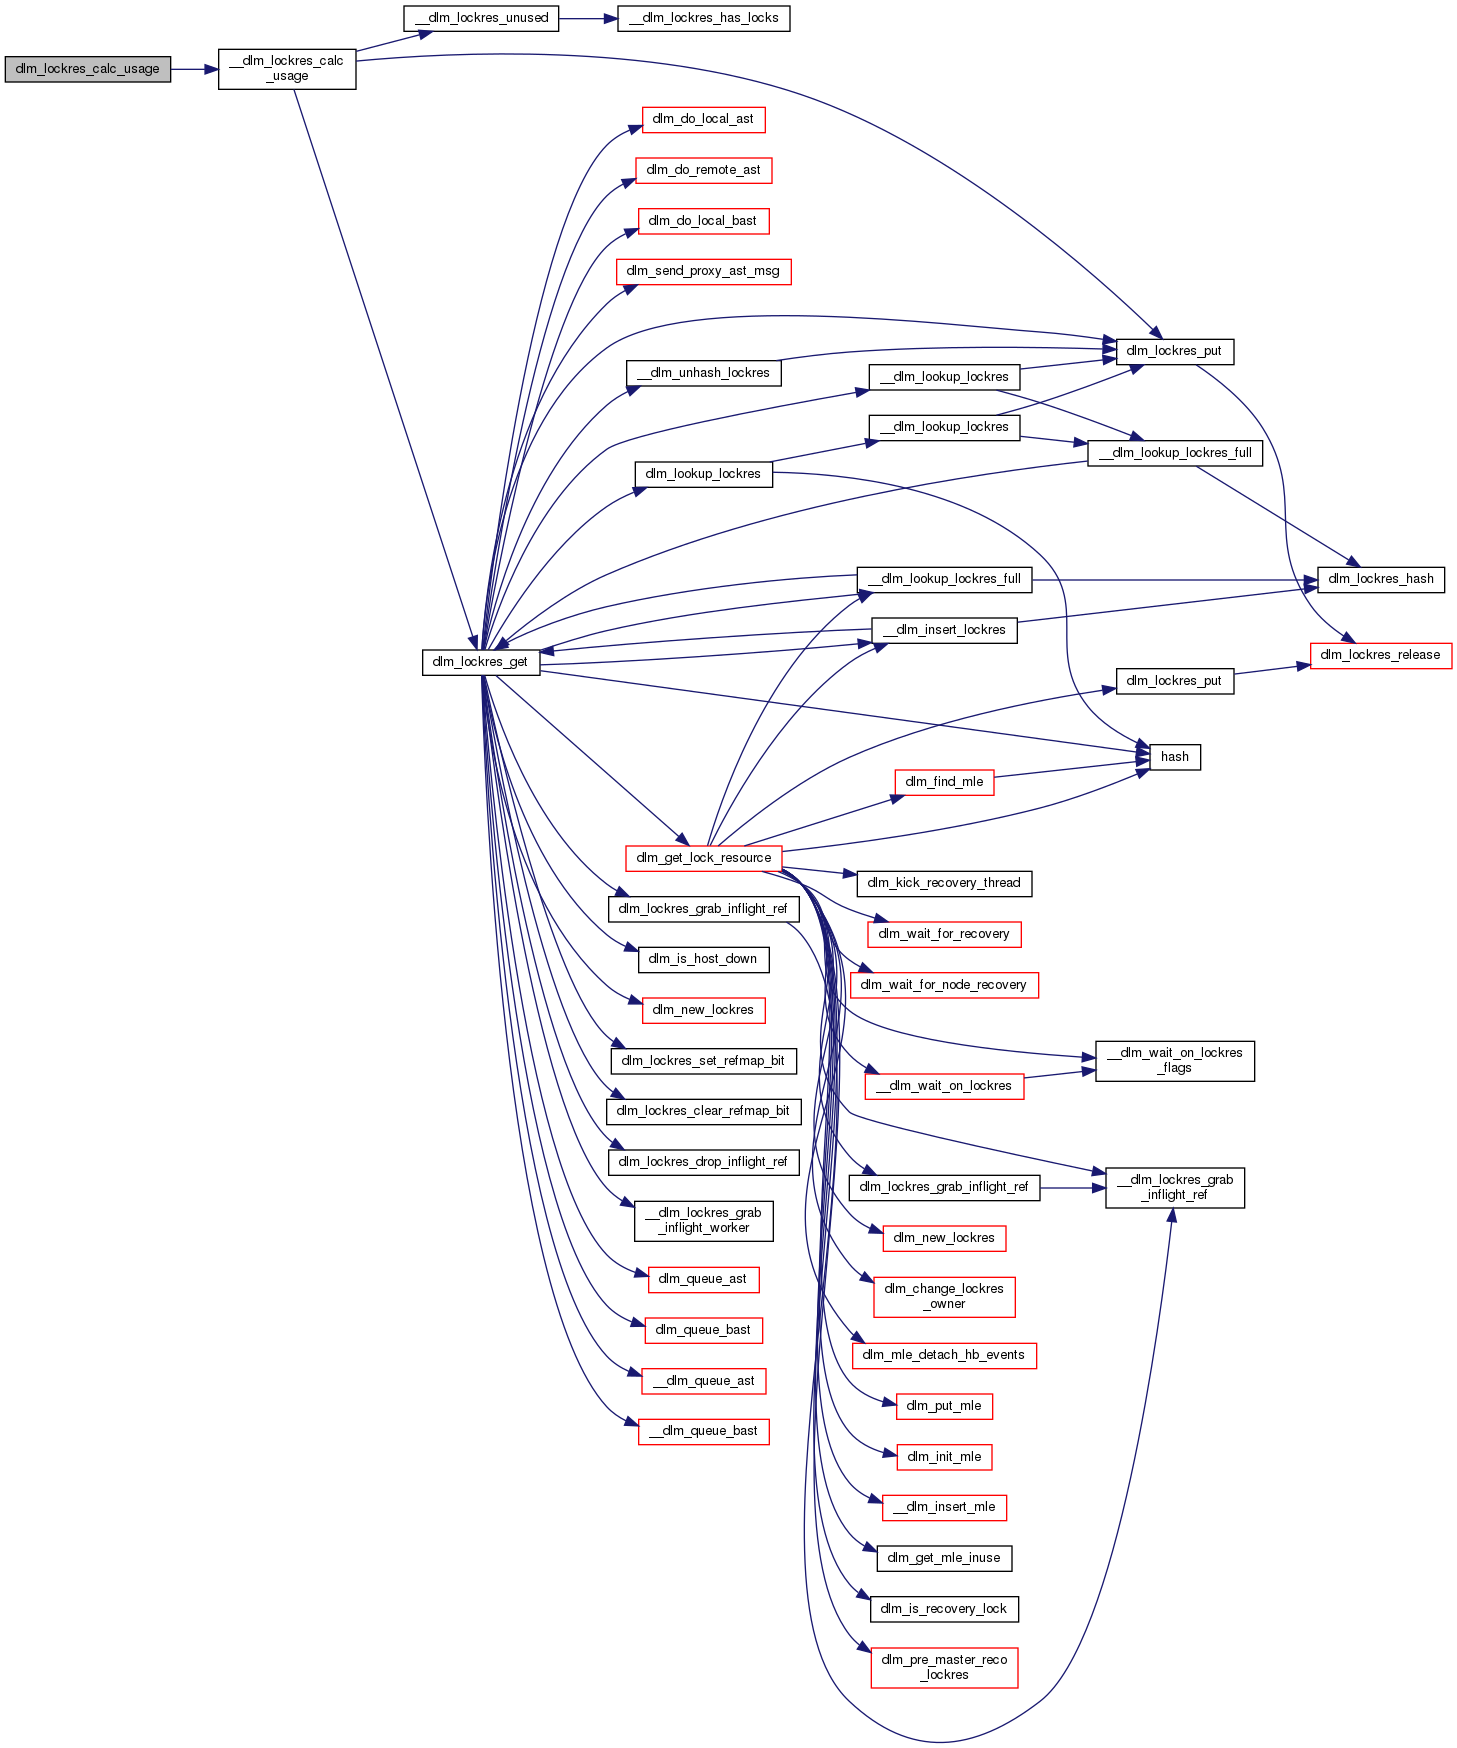 __dlm_lockres_unused
__dlm_lockres_has_locks
dlm_lockres_calc_usage
__dlm_lockres_calc
_usage
dlm_do_local_ast
dlm_do_remote_ast
dlm_do_local_bast
dlm_send_proxy_ast_msg
dlm_lockres_put
__dlm_unhash_lockres
__dlm_lookup_lockres
__dlm_lookup_lockres
__dlm_lookup_lockres_full
dlm_lookup_lockres
__dlm_lookup_lockres_full
dlm_lockres_hash
__dlm_insert_lockres
dlm_lockres_release
dlm_lockres_get
dlm_lockres_put
hash
dlm_find_mle
dlm_get_lock_resource
dlm_kick_recovery_thread
dlm_lockres_grab_inflight_ref
dlm_wait_for_recovery
dlm_is_host_down
dlm_wait_for_node_recovery
dlm_new_lockres
dlm_lockres_set_refmap_bit
__dlm_wait_on_lockres
_flags
__dlm_wait_on_lockres
dlm_lockres_clear_refmap_bit
dlm_lockres_drop_inflight_ref
dlm_lockres_grab_inflight_ref
__dlm_lockres_grab
_inflight_ref
__dlm_lockres_grab
_inflight_worker
dlm_new_lockres
dlm_queue_ast
dlm_change_lockres
_owner
dlm_queue_bast
dlm_mle_detach_hb_events
__dlm_queue_ast
dlm_put_mle
__dlm_queue_bast
dlm_init_mle
__dlm_insert_mle
dlm_get_mle_inuse
dlm_is_recovery_lock
dlm_pre_master_reco
_lockres